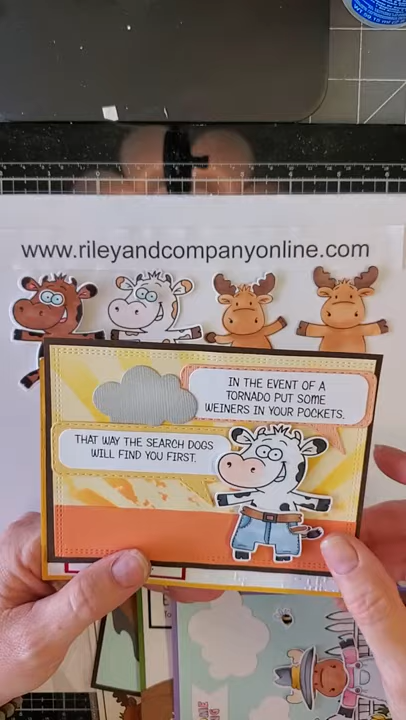 www.rileyandcompanyonline.com
IN THE EVENT OF A
TORNADO PUT SOME
WEINERS IN YOUR POCKETS.
THAT WAY THE SEARCH DOGS
WILL FIND YOU FIRST.